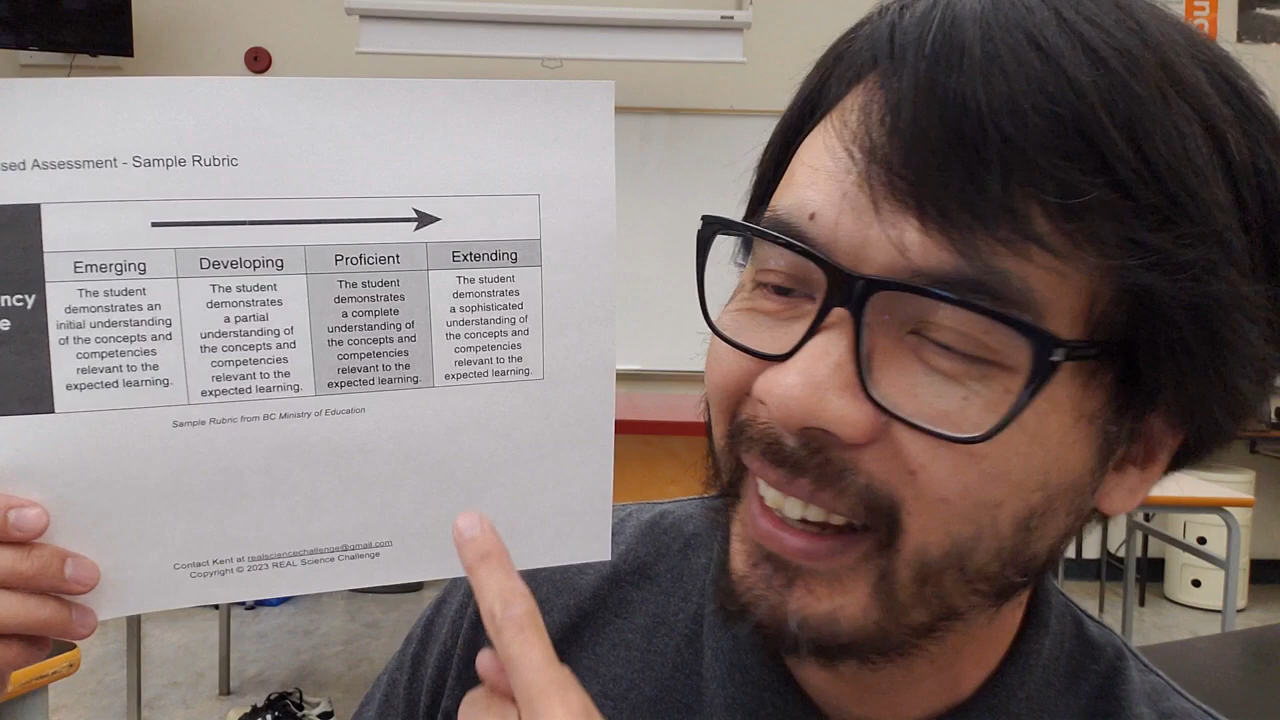 sed Assessment - Sample Rubric
Emerging
Developing
Proficient
Extending
ncy
e
The student
demonstrates an
initial understanding
of the concepts and
competencies
relevant to the
expected learning.
The student
demonstrates
a partial
understanding of
the concepts and
competencies
relevant to the
expected learning.
The student
demonstrates
a complete
understanding of
the concepts and
competencies
relevant to the
expected learning.
The student
demonstrates
a sophisticated
understanding of
the concepts and
competencies
relevant to the
expected learning.
Sample Rubric from BC Ministry of Education
Contact Kent at realsciencechallenge@gmail.com
Copyright © 2023 REAL Science Challenge